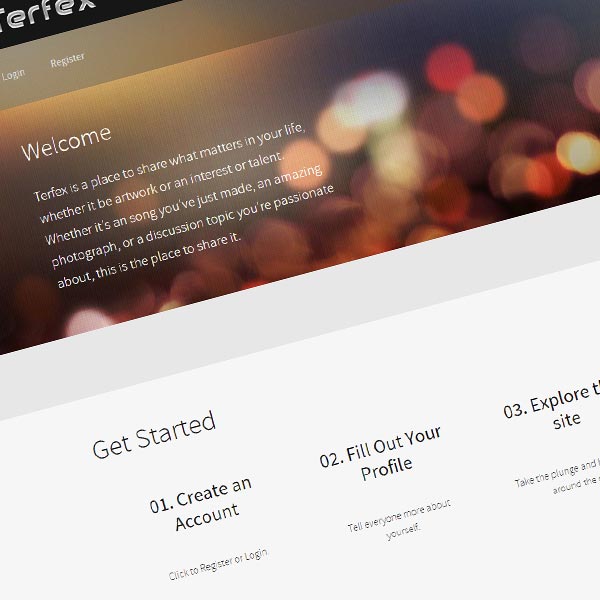 Terfex
Login Register
Welcome
Terfex is a place to share what matters in your life,
whether it be artwork or an interest or talent.
Whether it's an song you've just made, an amazing
photograph, or a discussion topic you're passionate
about, this is the place to share it.
Get Started
01. Create an
Account
Click to Register or Login.
02. Fill Out Your
Profile
Tell everyone more about
yourself.
03. Explore
site
Take the plunge and
around the